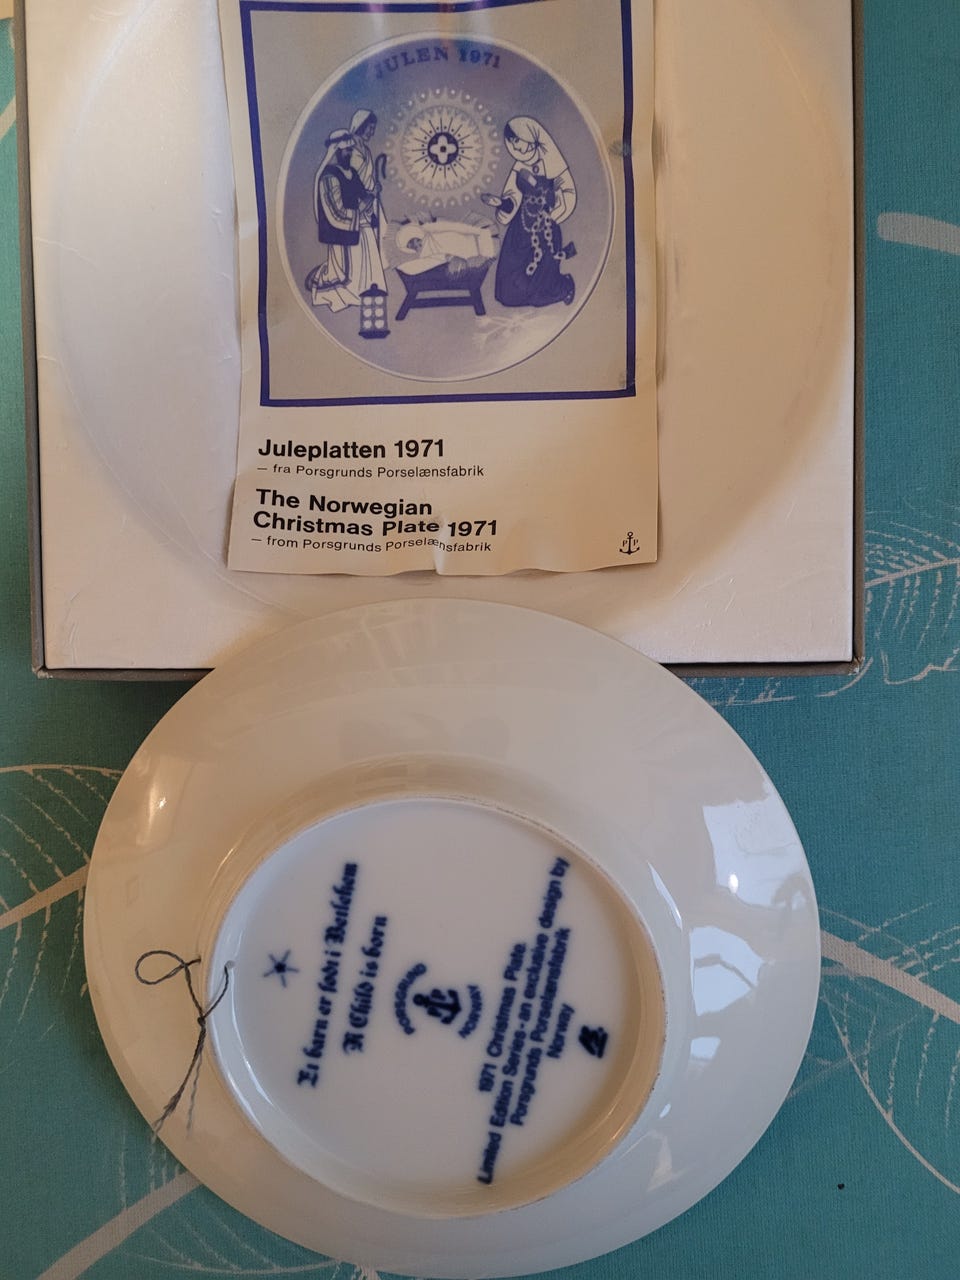 JULEN 1971
Juleplatten 1971
— fra Porsgrunds Porselænsfabrik
The Norwegian
Christmas Plate 1971
— from Porsgrunds Porselænsfabrik
P P
Et barn er født i Betlehem
A Child is born
PORSGRUND
NORWAY
1971 Christmas Plate
Limited Edition Series - an exclusive design by
Porsgrunds Porselænsfabrik
Norway